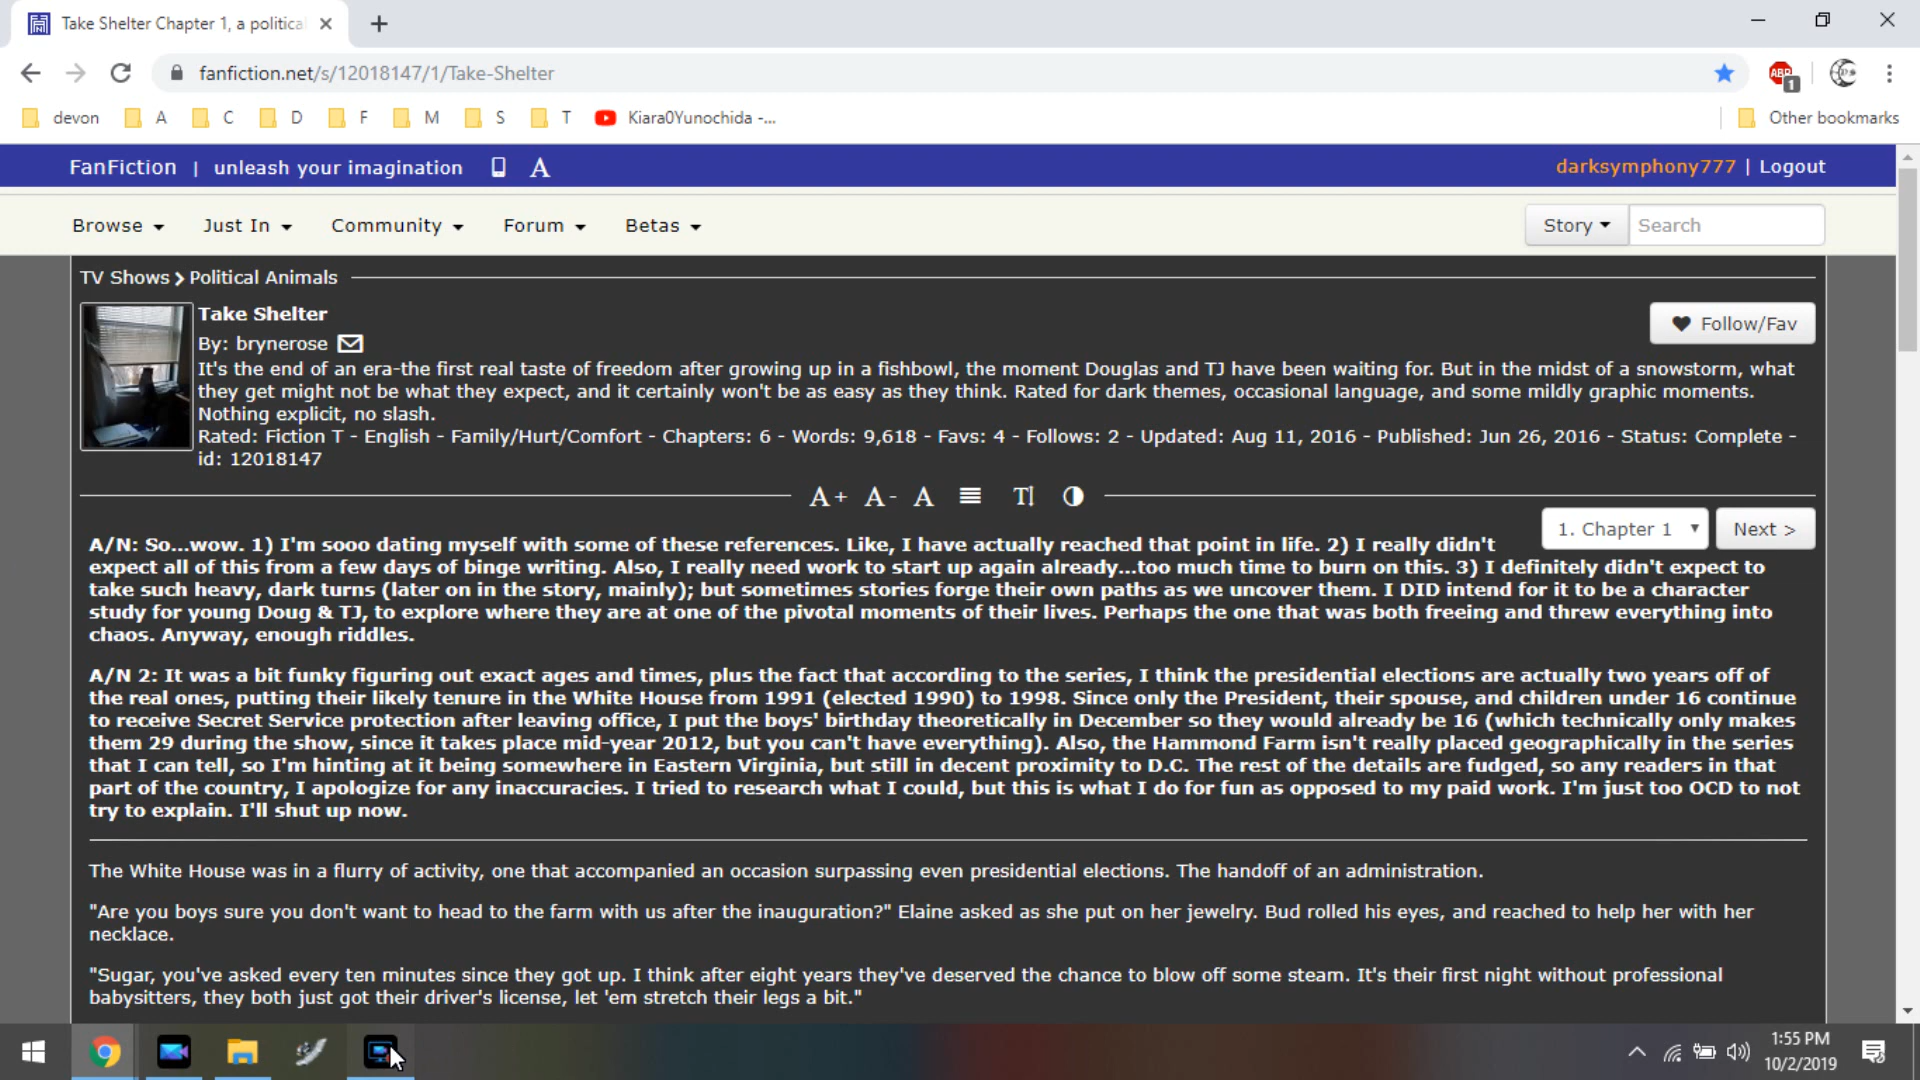 Take Shelter Chapter 1, a politica
fanfiction.net/s/12018147/1/Take-Shelter
ABP
1
devon
A
C
D
F
M
S
T
Kiara0Yunochida -...
Other bookmarks
FanFiction | unleash your imagination A
darksymphony777 | Logout
Browse Just In Community Forum Betas
Story Search
TV Shows > Political Animals
Take Shelter
Follow/Fav
By: brynerose
It's the end of an era-the first real taste of freedom after growing up in a fishbowl, the moment Douglas and TJ have been waiting for. But in the midst of a snowstorm, what
they get might not be what they expect, and it certainly won't be as easy as they think. Rated for dark themes, occasional language, and some mildly graphic moments.
Nothing explicit, no slash.
Rated: Fiction T - English - Family/Hurt/Comfort - Chapters: 6 - Words: 9,618 - Favs: 4 - Follows: 2 - Updated: Aug 11, 2016 - Published: Jun 26, 2016 - Status: Complete -
id: 12018147
A+ A- A
1. Chapter 1 Next >
A/N: So...wow. 1) I'm sooo dating myself with some of these references. Like, I have actually reached that point in life. 2) I really didn't
expect all of this from a few days of binge writing. Also, I really need work to start up again already...too much time to burn on this. 3) I definitely didn't expect to
take such heavy, dark turns (later on in the story, mainly); but sometimes stories forge their own paths as we uncover them. I DID intend for it to be a character
study for young Doug & TJ, to explore where they are at one of the pivotal moments of their lives. Perhaps the one that was both freeing and threw everything into
chaos. Anyway, enough riddles.
A/N 2: It was a bit funky figuring out exact ages and times, plus the fact that according to the series, I think the presidential elections are actually two years off of
the real ones, putting their likely tenure in the White House from 1991 (elected 1990) to 1998. Since only the President, their spouse, and children under 16 continue
to receive Secret Service protection after leaving office, I put the boys' birthday theoretically in December so they would already be 16 (which technically only makes
them 29 during the show, since it takes place mid-year 2012, but you can't have everything). Also, the Hammond Farm isn't really placed geographically in the series
that I can tell, so I'm hinting at it being somewhere in Eastern Virginia, but still in decent proximity to D.C. The rest of the details are fudged, so any readers in that
part of the country, I apologize for any inaccuracies. I tried to research what I could, but this is what I do for fun as opposed to my paid work. I'm just too OCD to not
try to explain. I'll shut up now.
The White House was in a flurry of activity, one that accompanied an occasion surpassing even presidential elections. The handoff of an administration.
"Are you boys sure you don't want to head to the farm with us after the inauguration?" Elaine asked as she put on her jewelry. Bud rolled his eyes, and reached to help her with her
necklace.
"Sugar, you've asked every ten minutes since they got up. I think after eight years they've deserved the chance to blow off some steam. It's their first night without professional
babysitters, they both just got their driver's license, let 'em stretch their legs a bit."
1:55 PM
10/2/2019